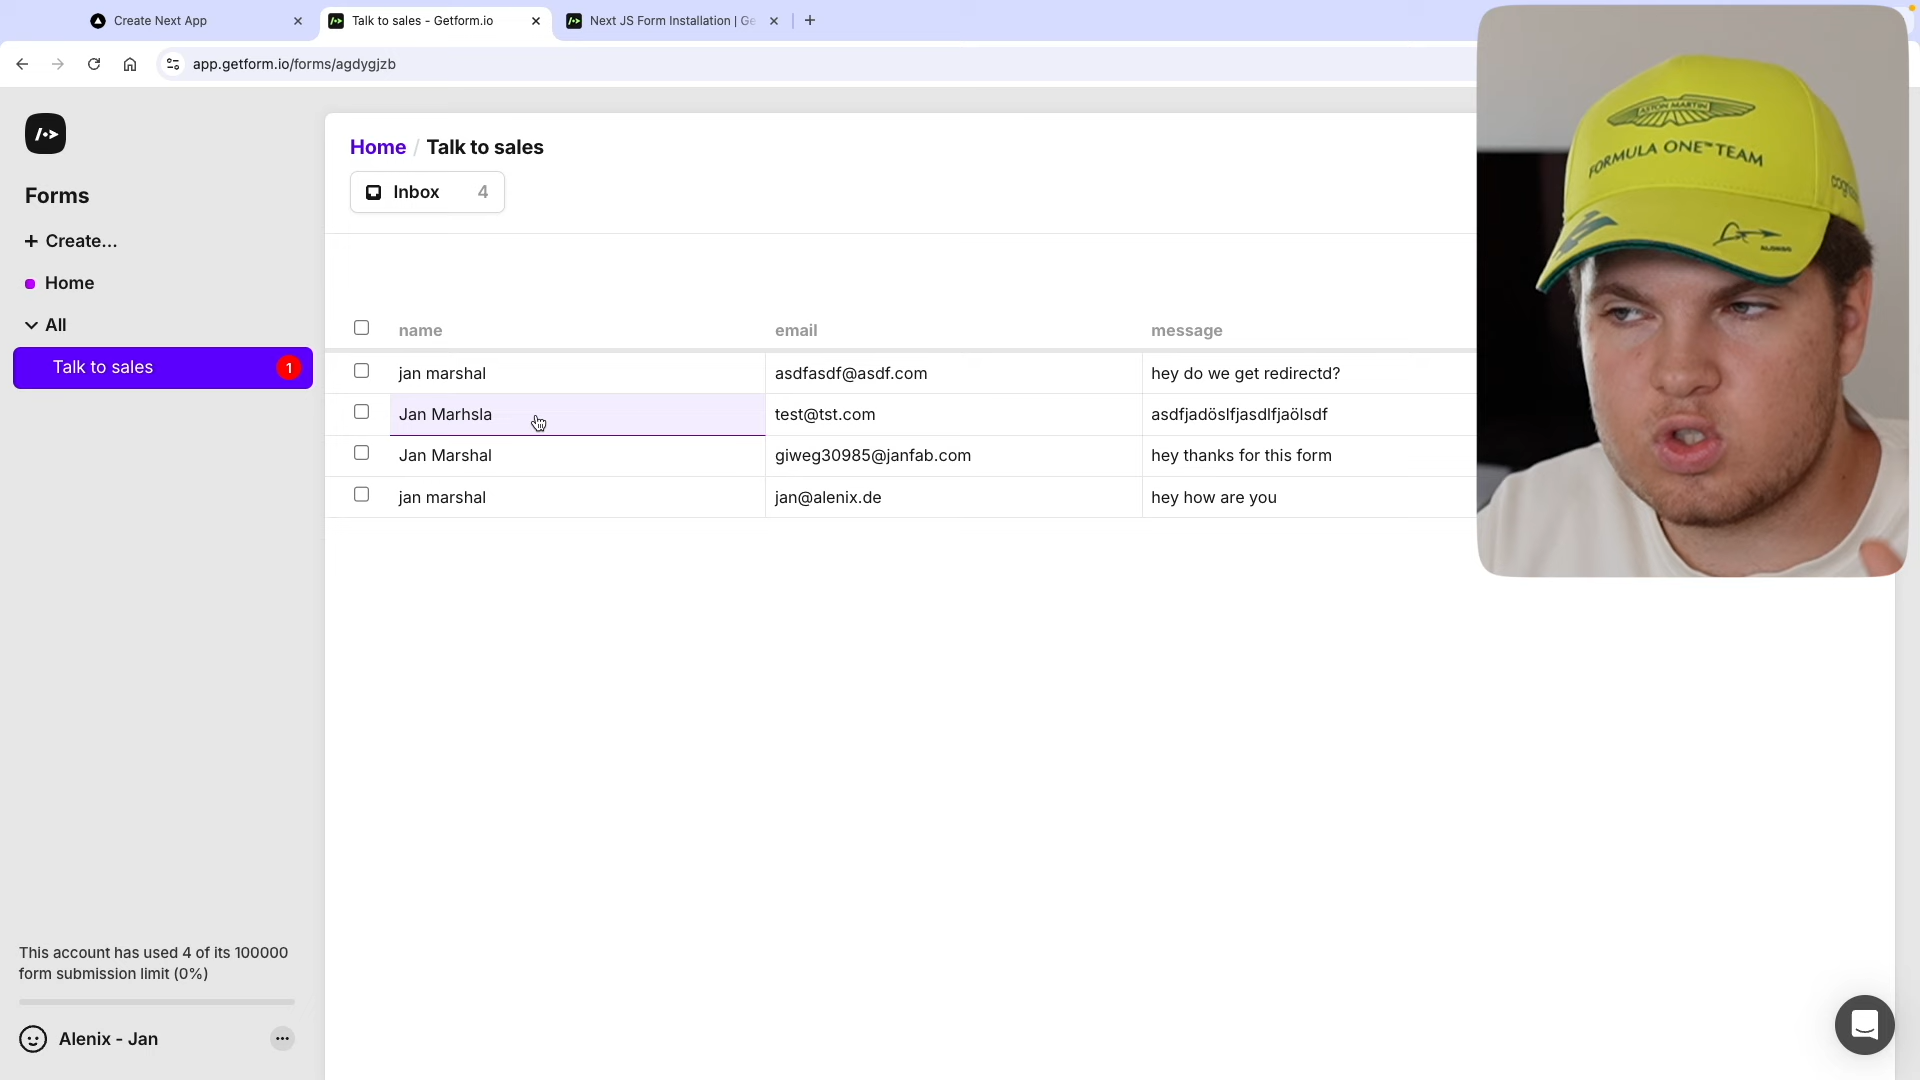 Create Next App
Talk to sales - Getform.io
Next JS Form Installation | Ge
app.getform.io/forms/agdygjzb
Forms
+ Create...
Home
All
Talk to sales
1
Home / Talk to sales
Inbox 4
name email message
jan marshal asdfasdf@asdf.com hey do we get redirectd?
Jan Marhsla test@tst.com asdfjadöslfjasdlfjaölsdf
Jan Marshal giweg30985@janfab.com hey thanks for this form
jan marshal jan@alenix.de hey how are you
This account has used 4 of its 100000
form submission limit (0%)
Alenix - Jan
ASTON MARTIN
FORMULA ONE™ TEAM
ALONSO